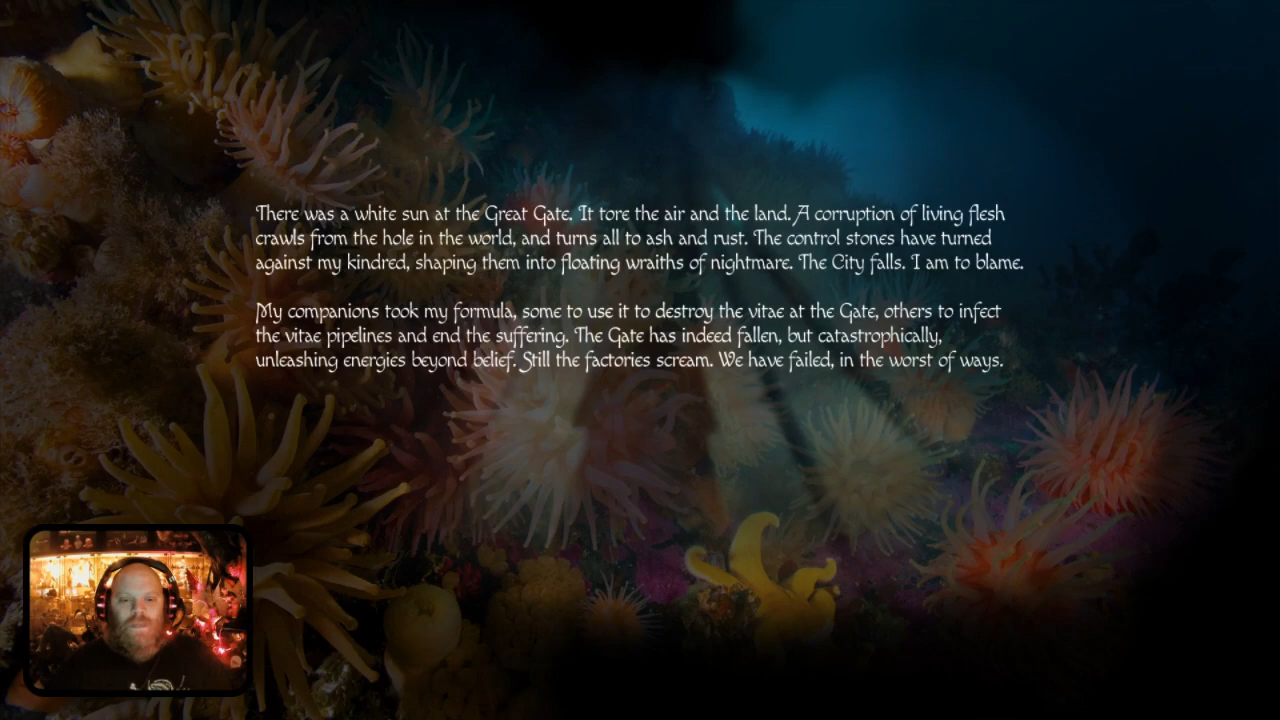 There was a white sun at the Great Gate. It tore the air and the land. A corruption of living flesh
crawls from the hole in the world, and turns all to ash and rust. The control stones have turned
against my kindred, shaping them into floating wraiths of nightmare. The City falls. I am to blame.
My companions took my formula, some to use it to destroy the vitae at the Gate, others to infect
the vitae pipelines and end the suffering. The Gate has indeed fallen, but catastrophically,
unleashing energies beyond belief. Still the factories scream. We have failed, in the worst of ways.